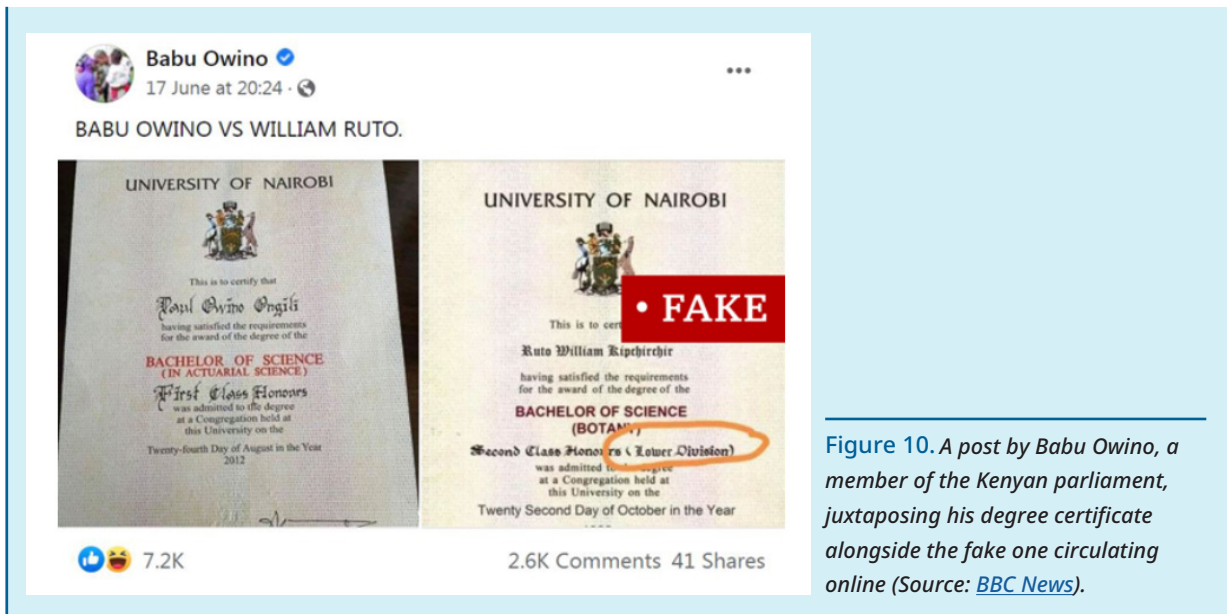 Babu Owino
17 June at 20:24 ·
BABU OWINO VS WILLIAM RUTO.
UNIVERSITY OF NAIROBI
This is to certify that
Paul Owino Ongili
having satisfied the requirements
for the award of the degree of the
BACHELOR OF SCIENCE
(IN ACTUARIAL SCIENCE)
First Class Honours
was admitted to the degree
at a Congregation held at
this University on the
Twenty-fourth Day of August in the Year
2012
UNIVERSITY OF NAIROBI
• FAKE
This is to cert
Ruto William Kipchirchir
having satisfied the requirements
for the award of the degree of the
BACHELOR OF SCIENCE
(BOTANY)
Second Class Honours (Lower Division)
was admitted to the degree
at a Congregation held at
this University on the
Twenty Second Day of October in the Year
7.2K
2.6K Comments 41 Shares
Figure 10. A post by Babu Owino, a
member of the Kenyan parliament,
juxtaposing his degree certificate
alongside the fake one circulating
online (Source: BBC News).